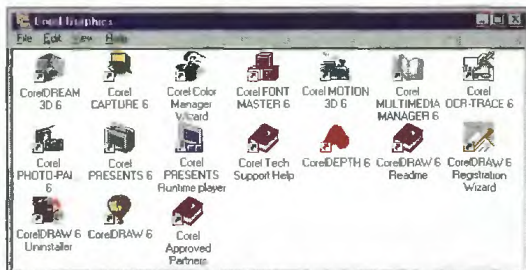 Corel Graphics
File Edit View Help
CorelDREAM 3D 6
Corel CAPTURE 6
Corel Color Manager Wizard
Corel FONT MASTER 6
Corel MOTION 3D 6
Corel MULTIMEDIA MANAGER 6
Corel OCR-TRACE 6
Corel PHOTO-PAI 6
Corel PRESENTS 6
Corel PRESENTS Runtime player
Corel Tech Support Help
CorelDEPTH 6
CorelDRAW 6 Readme
CorelDRAW 6 Registration Wizard
CorelDRAW 6 Uninstaller
CorelDRAW 6
Corel Approved Partners